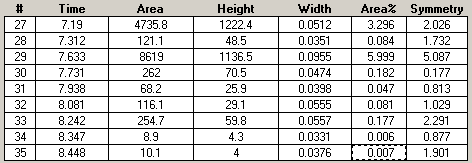 # Time Area Height Width Area% Symmetry
27 7.19 4735.8 1222.4 0.0512 3.296 2.026
28 7.312 121.1 48.5 0.0351 0.084 1.732
29 7.633 8619 1136.5 0.0955 5.999 5.087
30 7.731 262 70.5 0.0474 0.182 0.177
31 7.938 68.2 25.9 0.0398 0.047 0.813
32 8.081 116.1 29.1 0.0555 0.081 1.029
33 8.242 254.7 59.8 0.0557 0.177 2.291
34 8.347 8.9 4.3 0.0331 0.006 0.877
35 8.448 10.1 4 0.0376 0.007 1.901